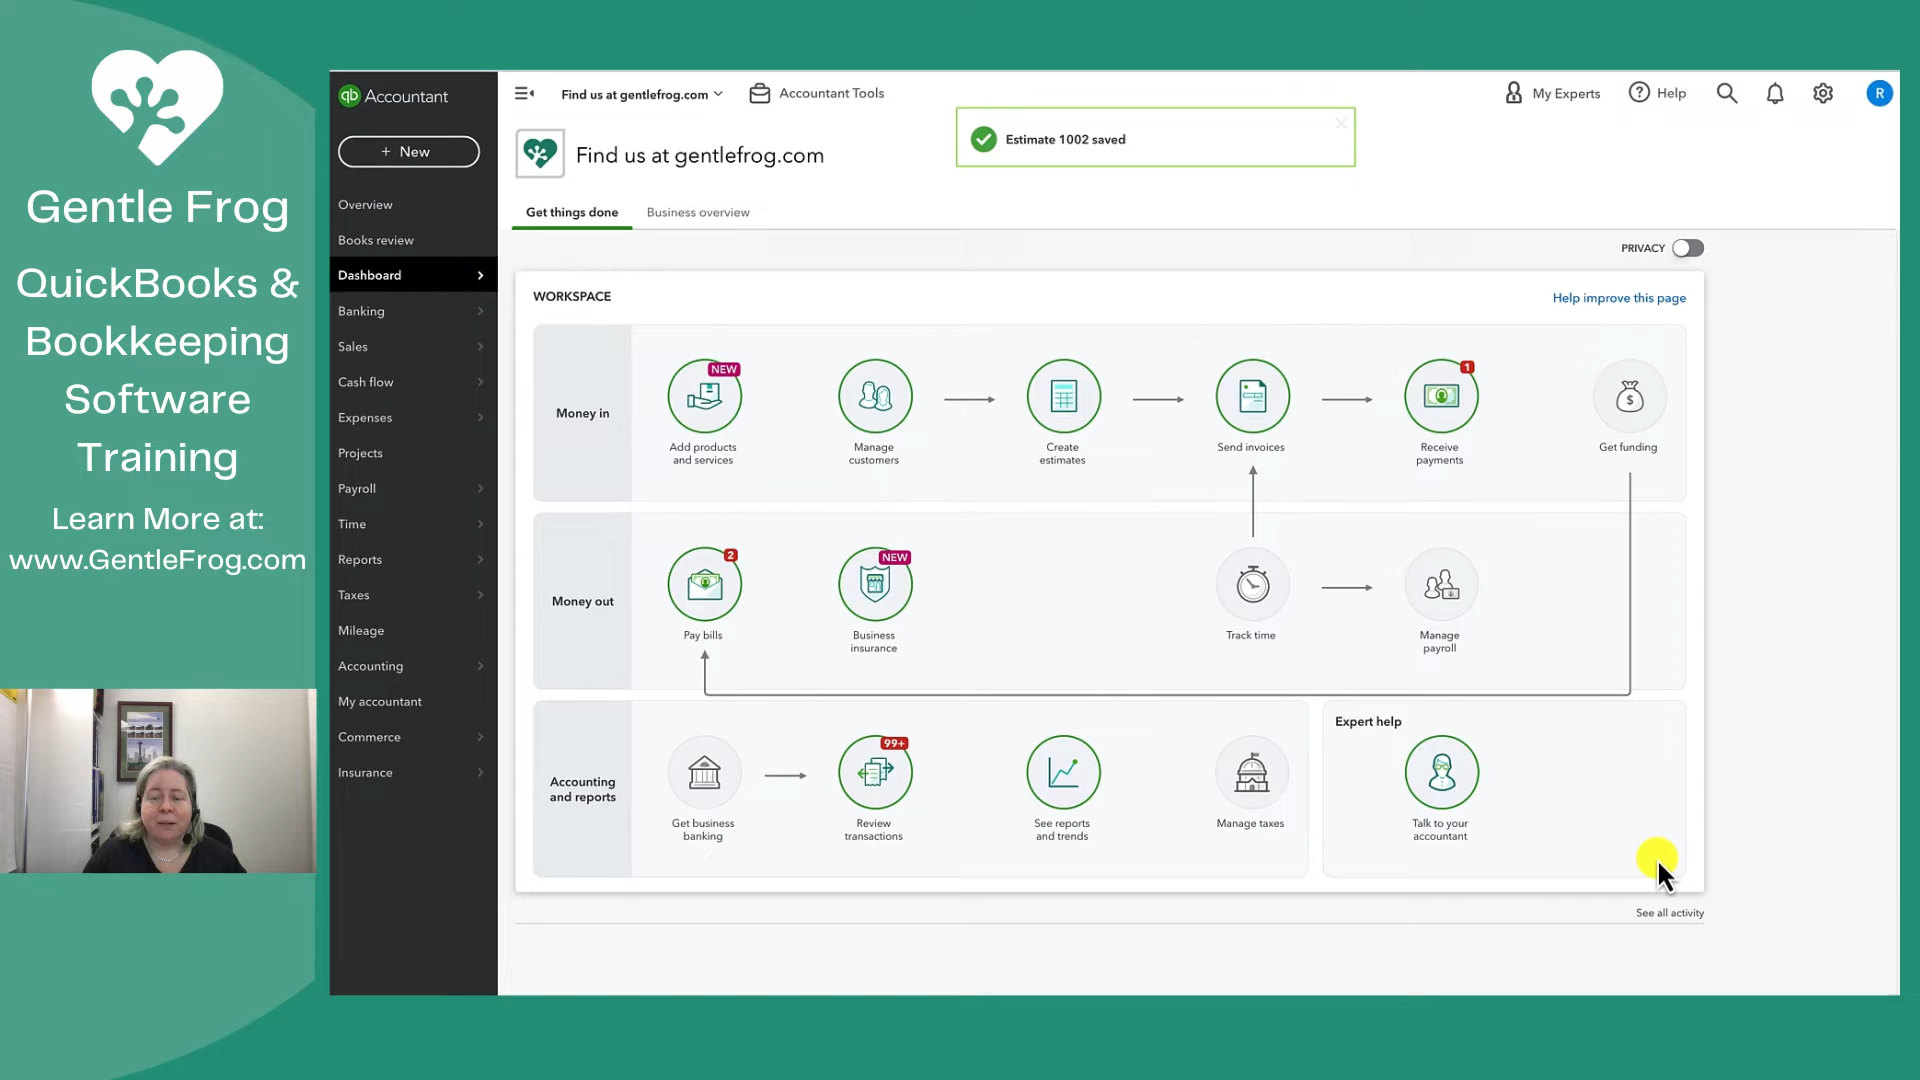 Gentle Frog
QuickBooks &
Bookkeeping
Software
Training
Learn More at:
www.GentleFrog.com
qb Accountant
+ New
Overview
Books review
Dashboard
Banking
Sales
Cash flow
Expenses
Projects
Payroll
Time
Reports
Taxes
Mileage
Accounting
My accountant
Commerce
Insurance
Find us at gentlefrog.com
Accountant Tools
My Experts
Help
R
Find us at gentlefrog.com
Estimate 1002 saved
Get things done
Business overview
PRIVACY
WORKSPACE
Help improve this page
Money in
NEW
Add products
and services
Manage
customers
Create
estimates
Send invoices
1
Receive
payments
$
Get funding
Money out
2
Pay bills
NEW
Business
insurance
Track time
Manage
payroll
Accounting
and reports
Get business
banking
99+
Review
transactions
See reports
and trends
Manage taxes
Expert help
Talk to your
accountant
See all activity